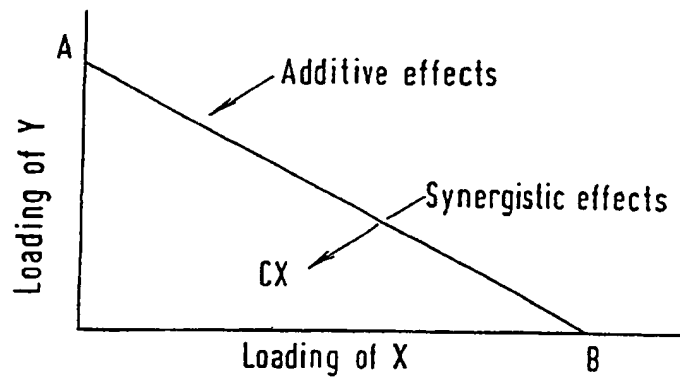 A
Additive effects
Loading of Y
Synergistic effects
CX
Loading of X
B